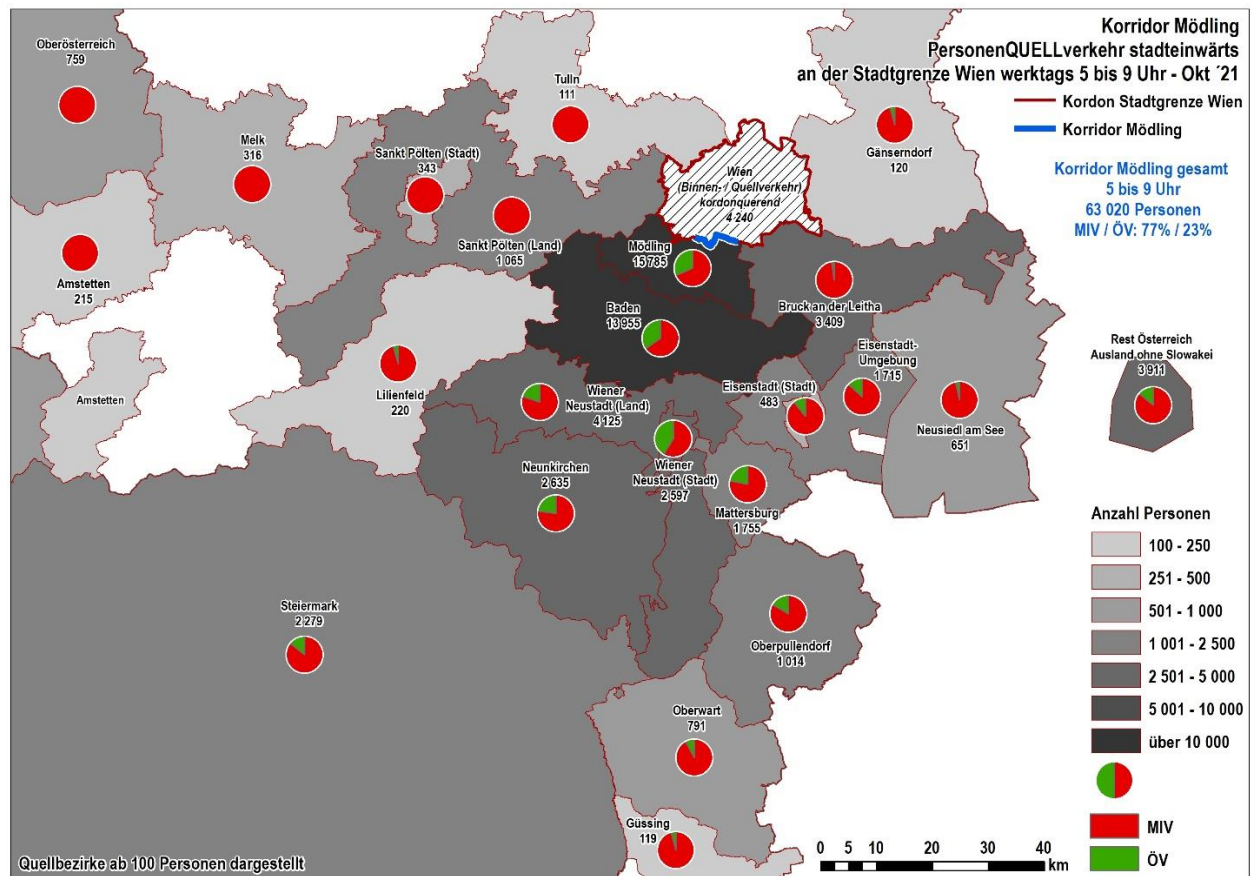 Korridor Mödling
PersonenQUELLverkehr stadteinwärts
an der Stadtgrenze Wien werktags 5 bis 9 Uhr - Okt ´21
Kordon Stadtgrenze Wien
Korridor Mödling
Korridor Mödling gesamt
5 bis 9 Uhr
63 020 Personen
MIV / ÖV: 77% / 23%
Oberösterreich
759
Melk
316
Sankt Pölten (Stadt)
343
Tulln
111
Gänserndorf
120
Wien
(Binnen- / Quellverkehr)
kordonquerend
4 240
Sankt Pölten (Land)
1 065
Amstetten
215
Mödling
15 785
Baden
13 955
Bruck an der Leitha
3 409
Eisenstadt-
Umgebung
1 715
Rest Österreich
Ausland ohne Slowakei
3 911
Lilienfeld
220
Amstetten
Wiener
Neustadt (Land)
4 125
Eisenstadt (Stadt)
483
Neusiedl am See
651
Neunkirchen
2 635
Wiener
Neustadt (Stadt)
2 597
Mattersburg
1 755
Steiermark
2 279
Oberpullendorf
1 014
Oberwart
791
Güssing
119
Anzahl Personen
100 - 250
251 - 500
501 - 1 000
1 001 - 2 500
2 501 - 5 000
5 001 - 10 000
über 10 000
MIV
ÖV
Quellbezirke ab 100 Personen dargestellt
0 5 10 20 30 40
km